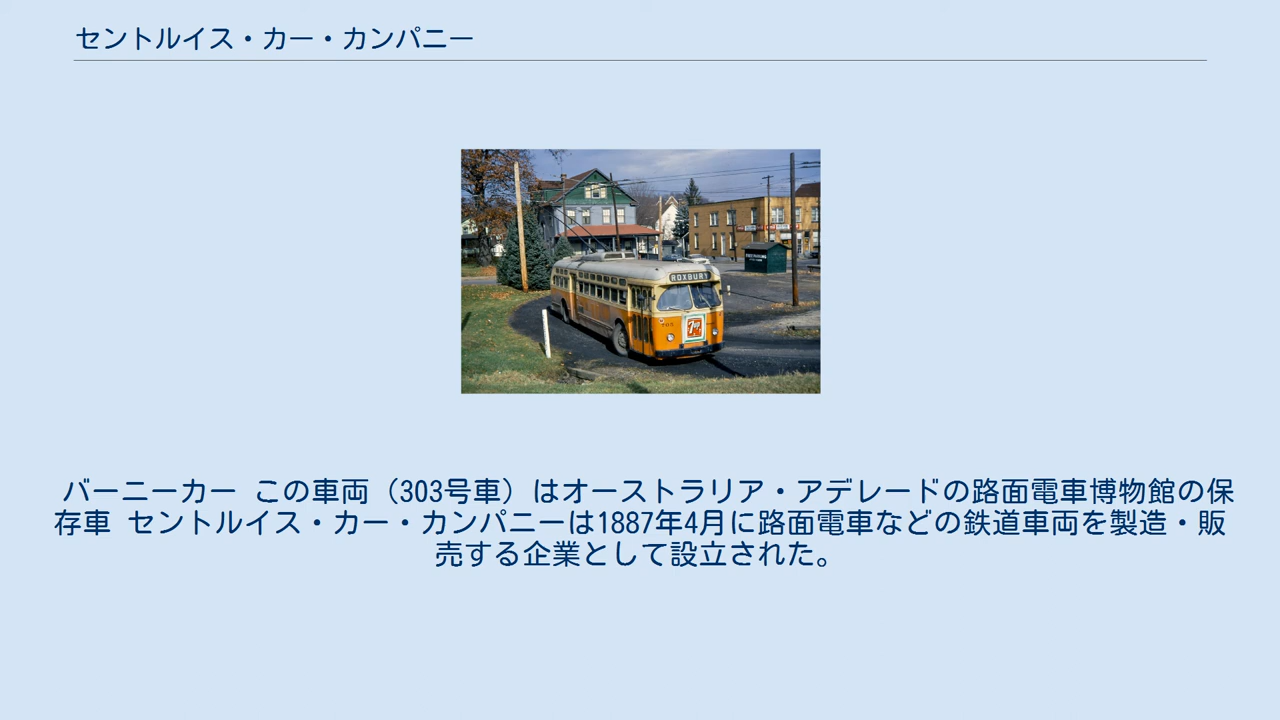 セントルイス・カー・カンパニー
ROXBURY
705
7up
バーニーカー この車両（303号車）はオーストラリア・アデレードの路面電車博物館の保
存車 セントルイス・カー・カンパニーは1887年4月に路面電車などの鉄道車両を製造・販
売する企業として設立された。